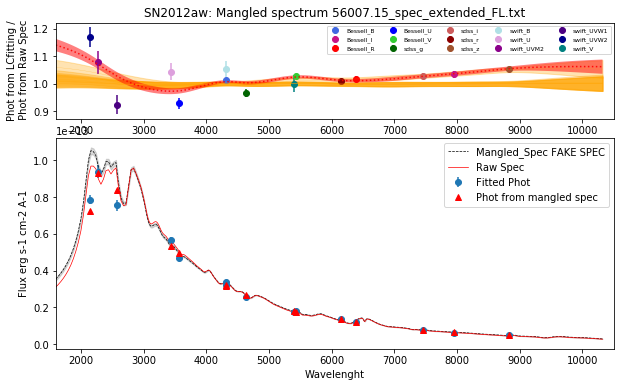 SN2012aw: Mangled spectrum 56007.15_spec_extended_FL.txt
Phot from LCfitting /
Phot from Raw Spec
1.2
1.1
1.0
0.9
Bessell_B
Bessell_I
Bessell_R
Bessell_U
Bessell_V
sdss_g
sdss_i
sdss_r
sdss_z
swift_B
swift_U
swift_UVM2
swift_UVW1
swift_UVW2
swift_V
2000 3000 4000 5000 6000 7000 8000 9000 10000
Flux erg s-1 cm-2 A-1
1.0
0.8
0.6
0.4
0.2
0.0
Mangled_Spec FAKE SPEC
Raw Spec
Fitted Phot
Phot from mangled spec
2000 3000 4000 5000 6000 7000 8000 9000 10000
Wavelenght